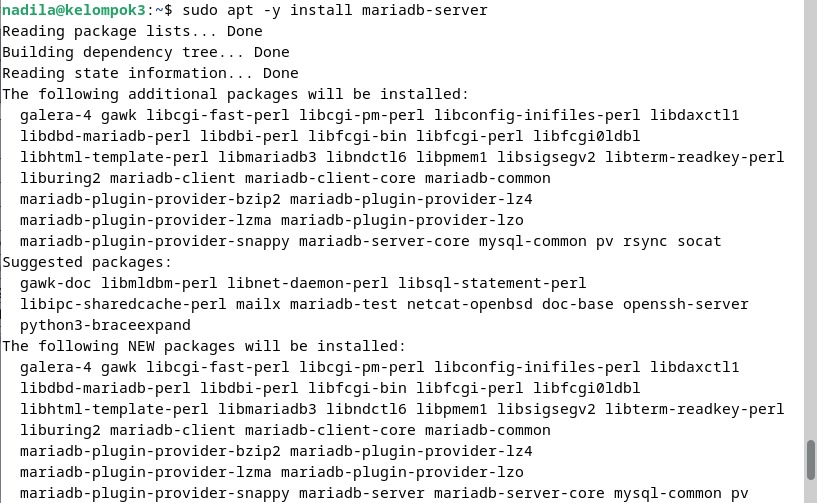 nadila@kelompok3:~$ sudo apt -y install mariadb-server
Reading package lists... Done
Building dependency tree... Done
Reading state information... Done
The following additional packages will be installed:
  galera-4 gawk libcgi-fast-perl libcgi-pm-perl libconfig-inifiles-perl libdaxctl1
  libdbd-mariadb-perl libdbi-perl libfcgi-bin libfcgi-perl libfcgi0ldbl
  libhtml-template-perl libmariadb3 libndctl6 libpmem1 libsigsegv2 libterm-readkey-perl
  liburing2 mariadb-client mariadb-client-core mariadb-common
  mariadb-plugin-provider-bzip2 mariadb-plugin-provider-lz4
  mariadb-plugin-provider-lzma mariadb-plugin-provider-lzo
  mariadb-plugin-provider-snappy mariadb-server-core mysql-common pv rsync socat
Suggested packages:
  gawk-doc libmldbm-perl libnet-daemon-perl libsql-statement-perl
  libipc-sharedcache-perl mailx mariadb-test netcat-openbsd doc-base openssh-server
  python3-braceexpand
The following NEW packages will be installed:
  galera-4 gawk libcgi-fast-perl libcgi-pm-perl libconfig-inifiles-perl libdaxctl1
  libdbd-mariadb-perl libdbi-perl libfcgi-bin libfcgi-perl libfcgi0ldbl
  libhtml-template-perl libmariadb3 libndctl6 libpmem1 libsigsegv2 libterm-readkey-perl
  liburing2 mariadb-client mariadb-client-core mariadb-common
  mariadb-plugin-provider-bzip2 mariadb-plugin-provider-lz4
  mariadb-plugin-provider-lzma mariadb-plugin-provider-lzo
  mariadb-plugin-provider-snappy mariadb-server mariadb-server-core mysql-common pv